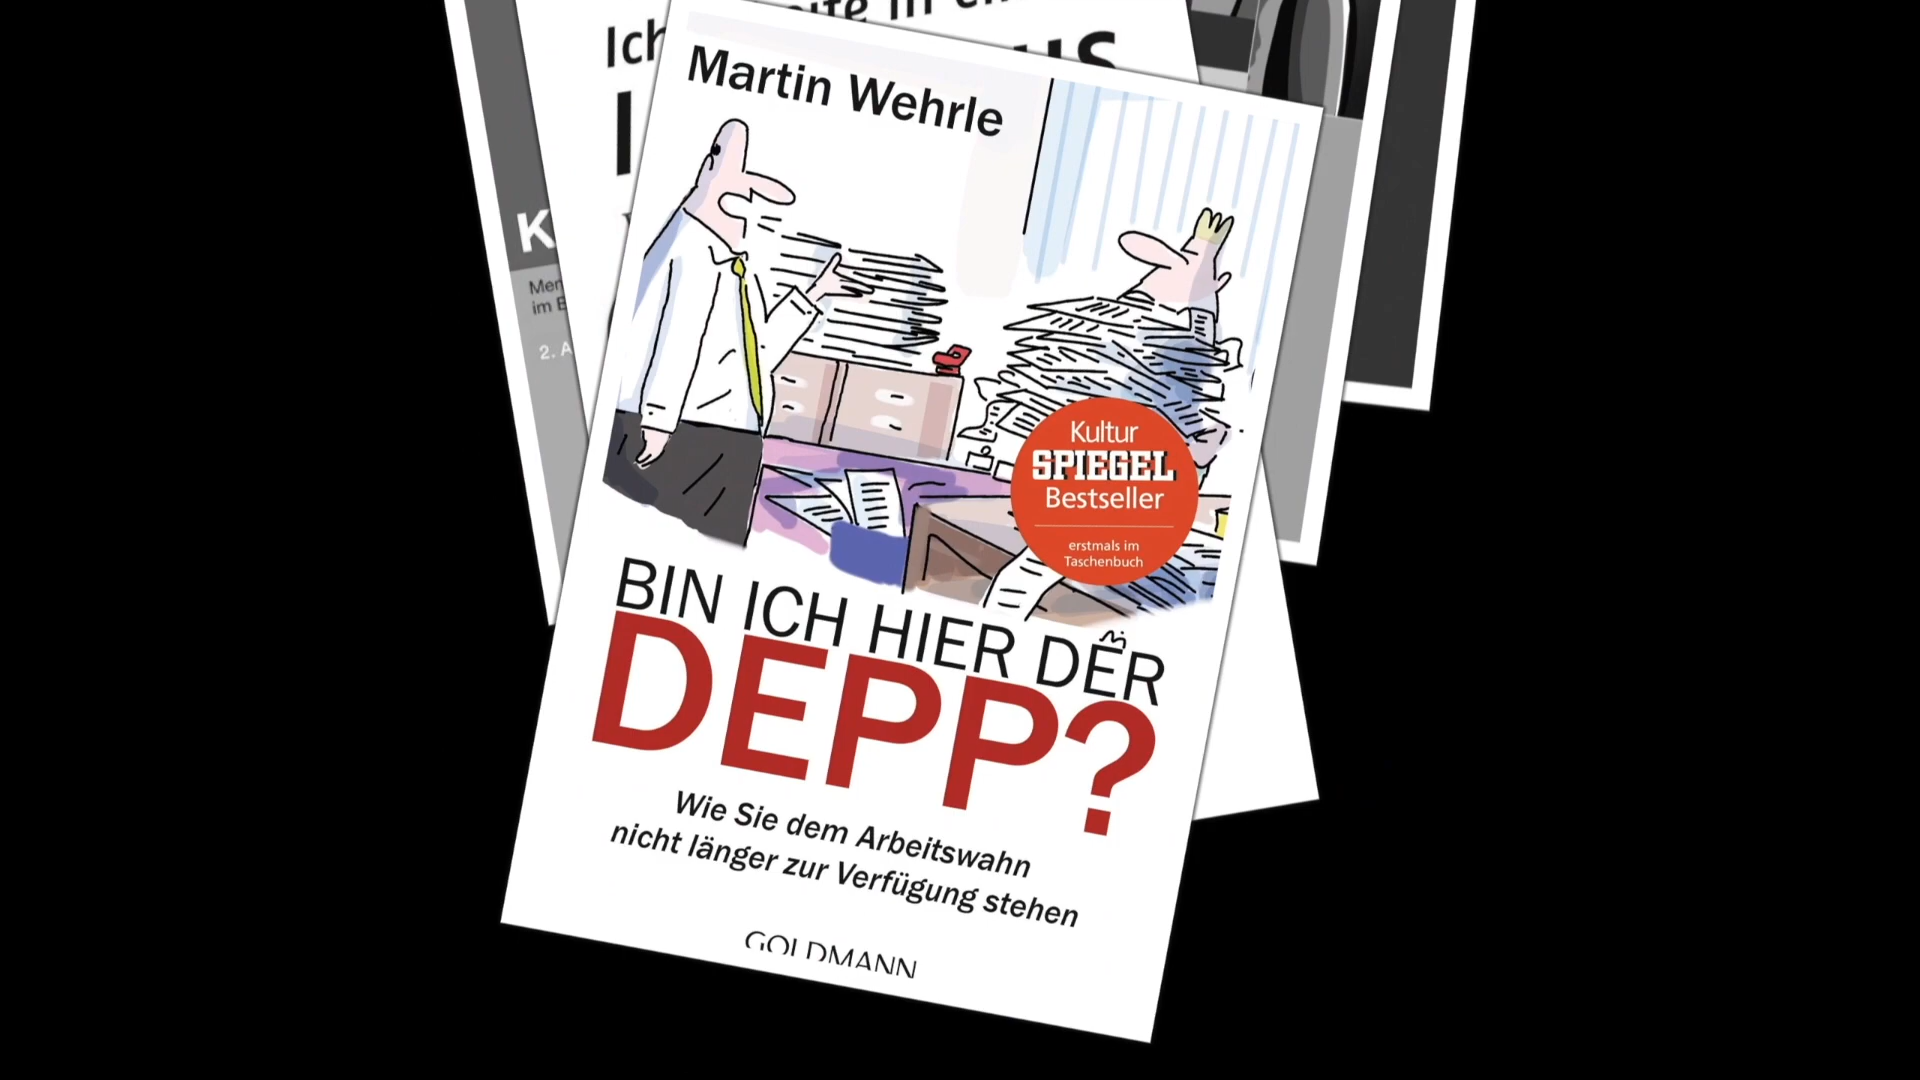 Ich
K
2. A
Martin Wehrle
Kultur
SPIEGEL
Bestseller
erstmals im
Taschenbuch
BIN ICH HIER DER
DEPP?
Wie Sie dem Arbeitswahn
nicht länger zur Verfügung stehen
GOLDMANN